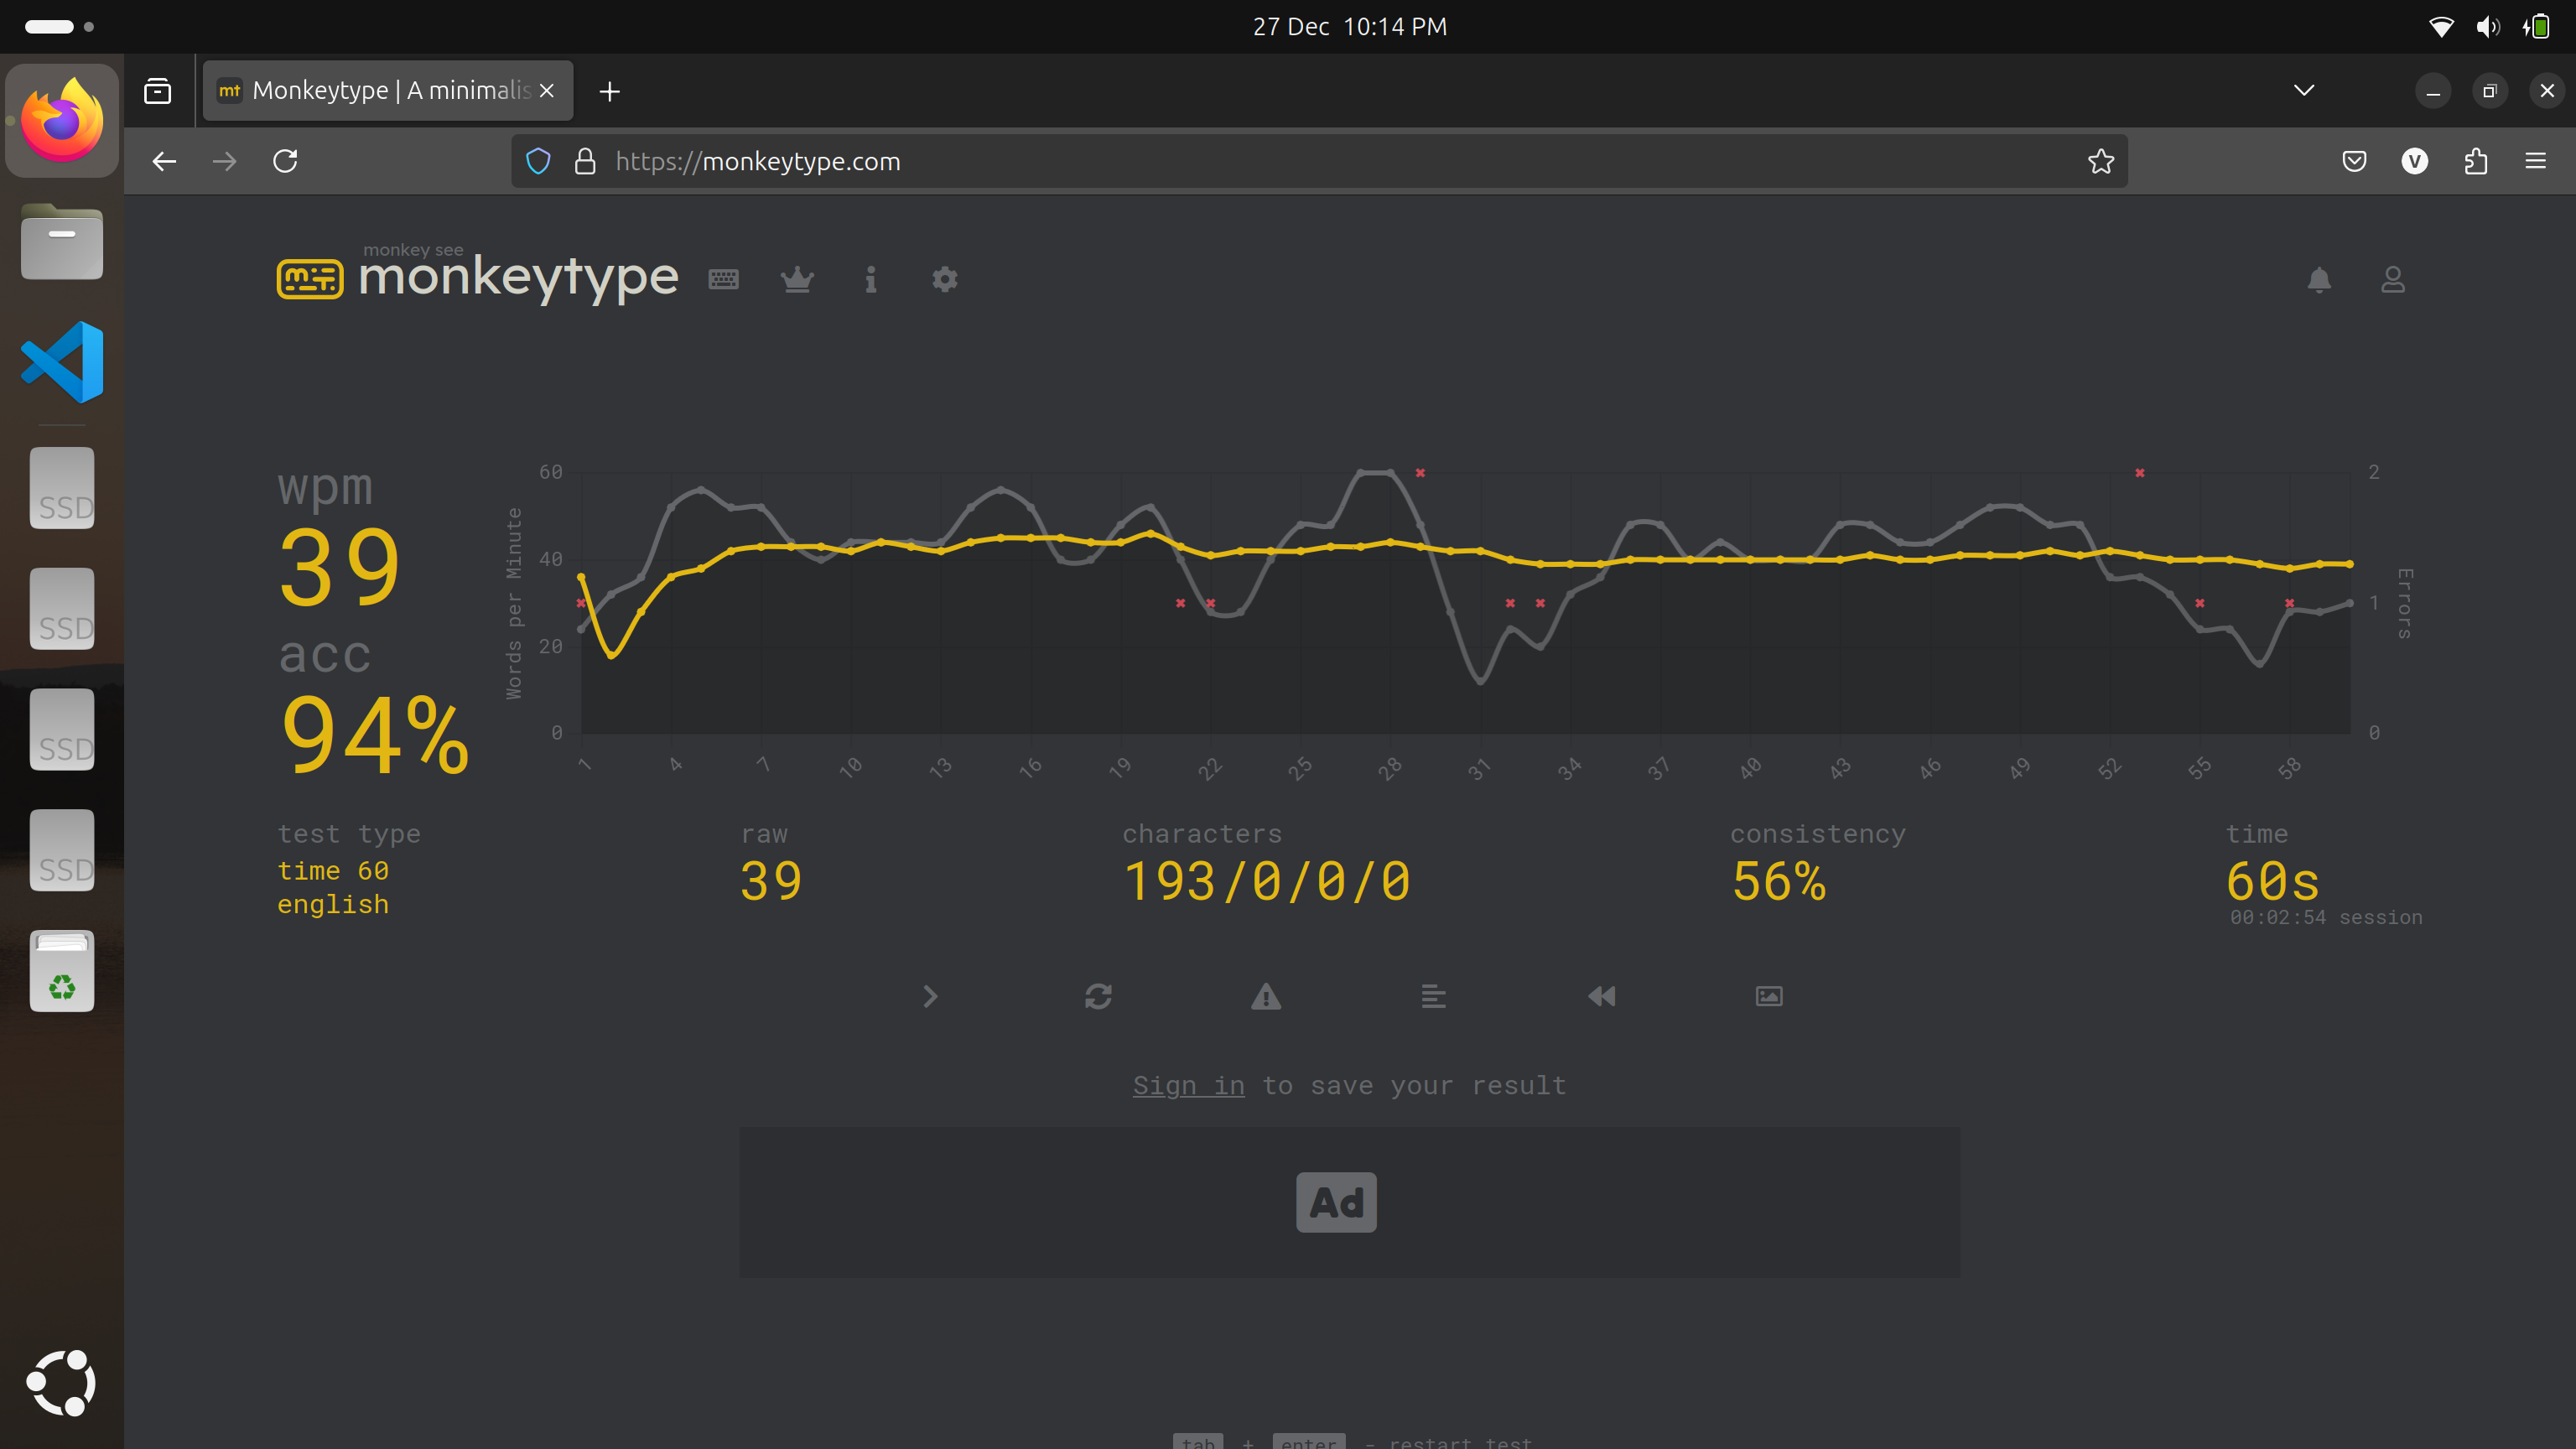 27 Dec 10:14 PM
mt Monkeytype | A minimalis
https://monkeytype.com
V
monkey see
monkeytype
wpm
39
acc
94%
Words per Minute
60
40
20
0
1 4 7 10 13 16 19 22 25 28 31 34 37 40 43 46 49 52 55 58
2
1
0
Errors
test type
time 60
english
raw
39
characters
193/0/0/0
consistency
56%
time
60s
00:02:54 session
Sign in to save your result
Ad
tab + enter - restart test
SSD
SSD
SSD
SSD